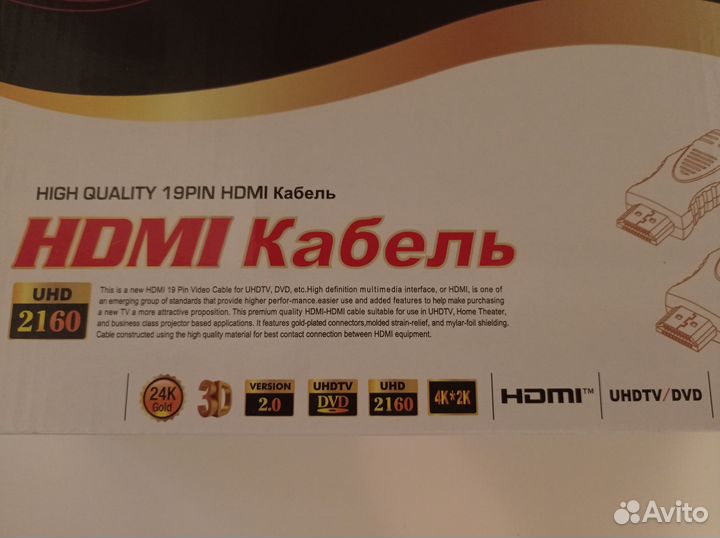 HIGH QUALITY 19PIN HDMI Кабель
HDMI Кабель
UHD
2160
This is a new HDMI 19 Pin Video Cable for UHDTV, DVD, etc.High definition multimedia interface, or HDMI, is one of
an emerging group of standards that provide higher perfor-mance.easier use and added features to help make purchasing
a new TV a more attractive proposition. This premium quality HDMI-HDMI cable suitable for use in UHDTV, Home Theater,
and business class projector based applications. It features gold-plated connectors,molded strain-relief, and mylar-foil shielding.
Cable constructed using the high quality material for best contact connection between HDMI equipment.
24K
Gold
3D
VERSION
2.0
UHDTV
DVD
UHD
2160
4K*2K
HDMI™
UHDTV/DVD
Avito